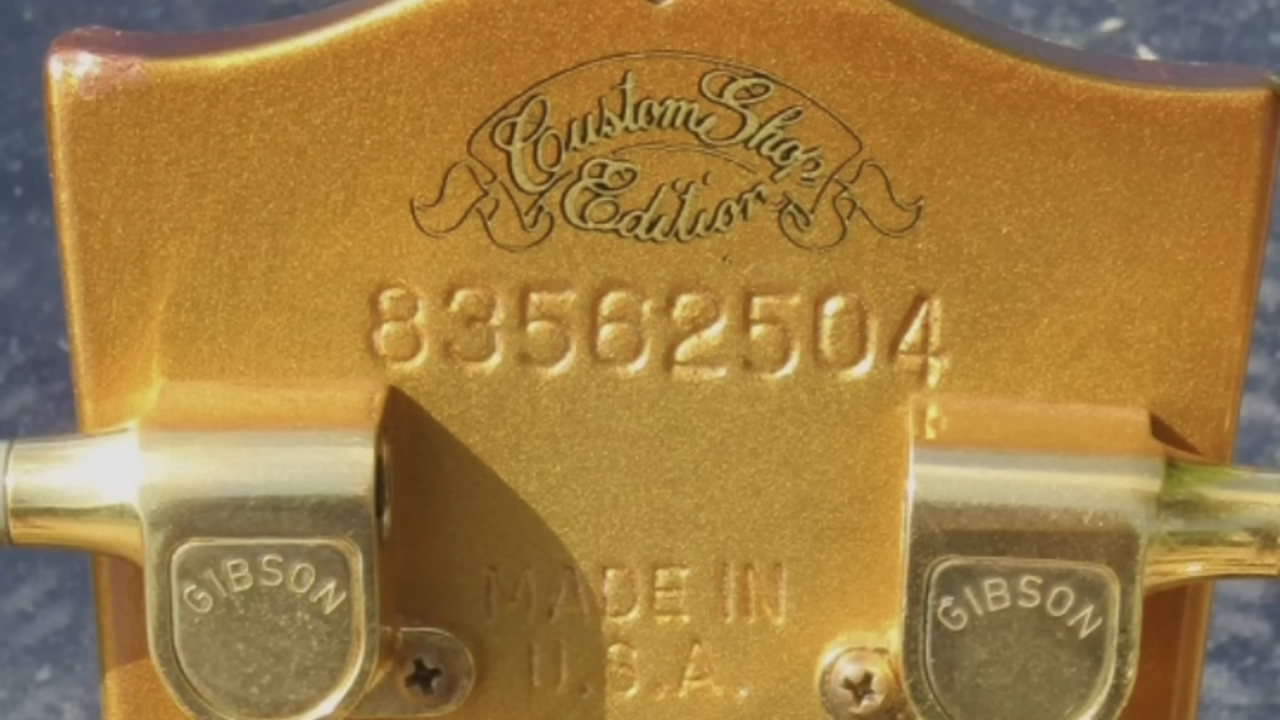 Custom Shop
Edition
83562504
MADE IN
U.S.A.
GIBSON
GIBSON